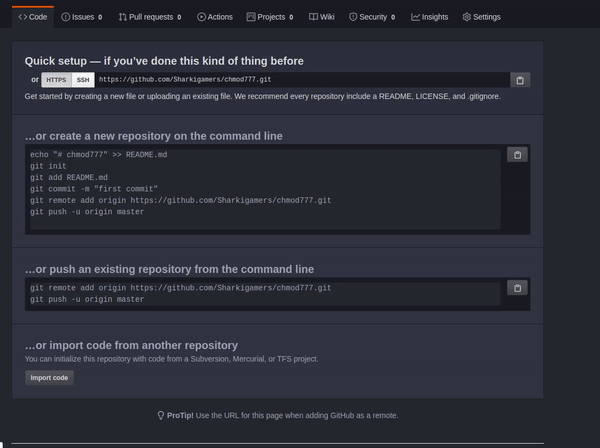 Code Issues 0 Pull requests 0 Actions Projects 0 Wiki Security 0 Insights Settings
Quick setup — if you've done this kind of thing before
or HTTPS SSH https://github.com/Sharkigamers/chmod777.git
Get started by creating a new file or uploading an existing file. We recommend every repository include a README, LICENSE, and .gitignore.
…or create a new repository on the command line
echo "# chmod777" >> README.md
git init
git add README.md
git commit -m "first commit"
git remote add origin https://github.com/Sharkigamers/chmod777.git
git push -u origin master
…or push an existing repository from the command line
git remote add origin https://github.com/Sharkigamers/chmod777.git
git push -u origin master
…or import code from another repository
You can initialize this repository with code from a Subversion, Mercurial, or TFS project.
Import code
ProTip! Use the URL for this page when adding GitHub as a remote.